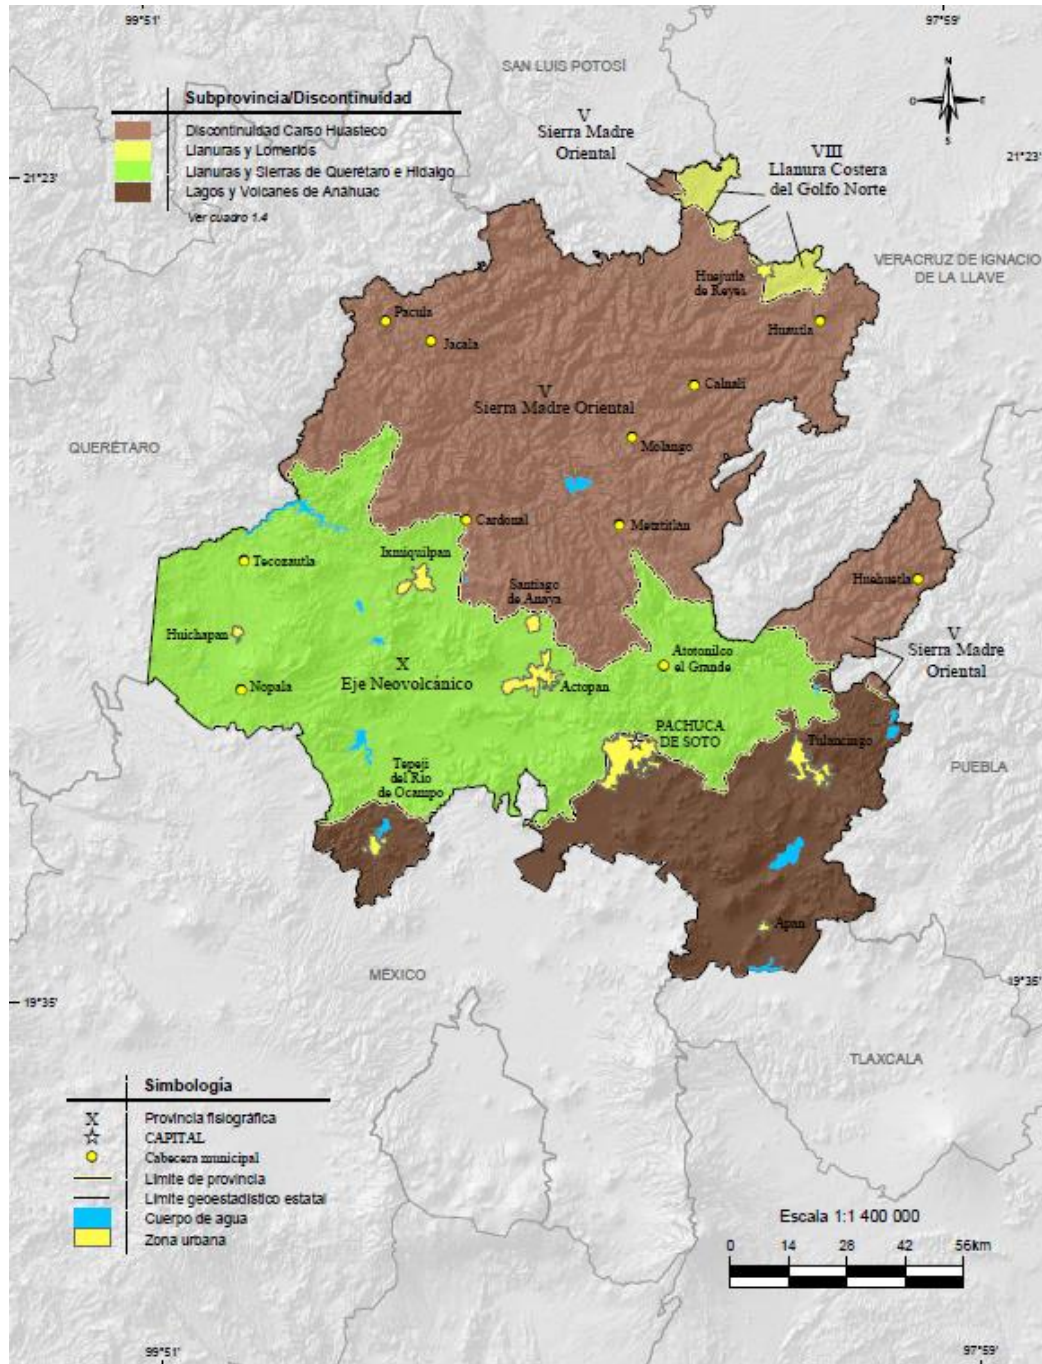 99°51'
97°59'
SAN LUIS POTOSÍ
Subprovincia/Discontinuidad
Discontinuidad Carso Huasteco
Llanuras y Lomeríos
Llanuras y Sierras de Querétaro e Hidalgo
Lagos y Volcanes de Anáhuac
Ver cuadro 1.4
N
O
E
S
V
Sierra Madre
Oriental
VIII
Llanura Costera
del Golfo Norte
21°23'
21°23'
VERACRUZ DE IGNACIO
DE LA LLAVE
Huejutla
de Reyes
Pacula
Jacala
Huautla
Calnali
V
Sierra Madre Oriental
Molango
QUERÉTARO
Cardonal
Metztitlán
Ixmiquilpan
Tecozautla
Santiago
de Anaya
Huehuetla
Huichapan
V
Sierra Madre
Oriental
Atotonilco
el Grande
X
Eje Neovolcánico
Nopala
Actopan
PACHUCA
DE SOTO
Tulancingo
Tepeji
del Río
de Ocampo
PUEBLA
Apan
MÉXICO
19°35'
19°35'
TLAXCALA
Simbología
X
Provincia fisiográfica
CAPITAL
Cabecera municipal
Límite de provincia
Límite geoestadístico estatal
Cuerpo de agua
Zona urbana
Escala 1:1 400 000
0 14 28 42 56km
99°51'
97°59'